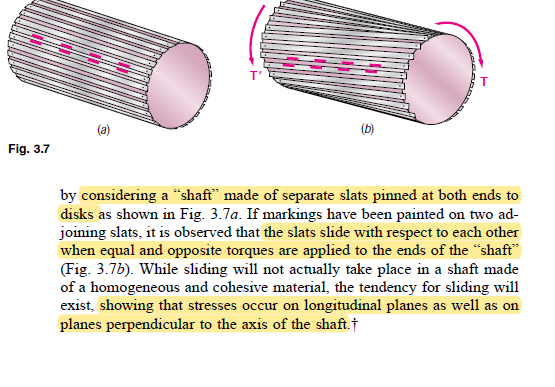 T′
T
(a)
(b)
Fig. 3.7
by considering a “shaft” made of separate slats pinned at both ends to
disks as shown in Fig. 3.7a. If markings have been painted on two ad-
joining slats, it is observed that the slats slide with respect to each other
when equal and opposite torques are applied to the ends of the “shaft”
(Fig. 3.7b). While sliding will not actually take place in a shaft made
of a homogeneous and cohesive material, the tendency for sliding will
exist, showing that stresses occur on longitudinal planes as well as on
planes perpendicular to the axis of the shaft.†